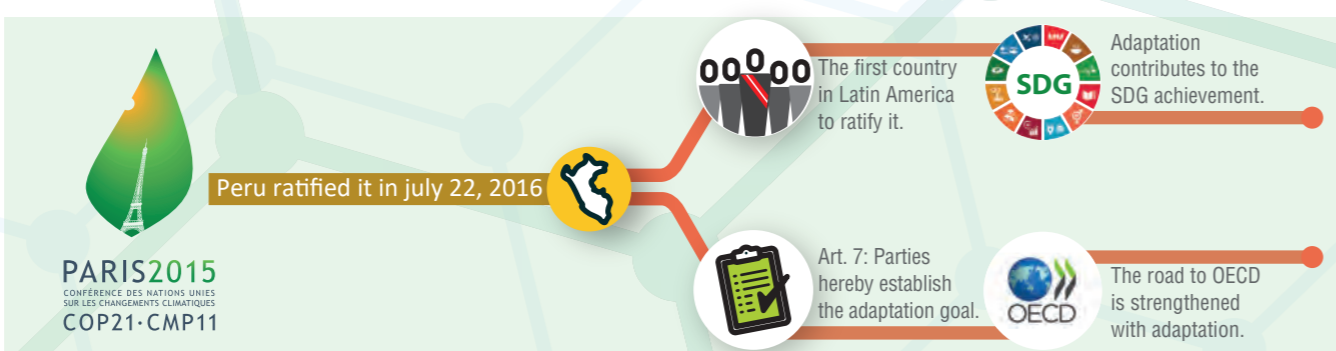 PARIS2015
CONFÉRENCE DES NATIONS UNIES
SUR LES CHANGEMENTS CLIMATIQUES
COP21·CMP11
Peru ratified it in july 22, 2016
The first country
in Latin America
to ratify it.
SDG
Adaptation
contributes to the
SDG achievement.
Art. 7: Parties
hereby establish
the adaptation goal.
OECD
The road to OECD
is strengthened
with adaptation.